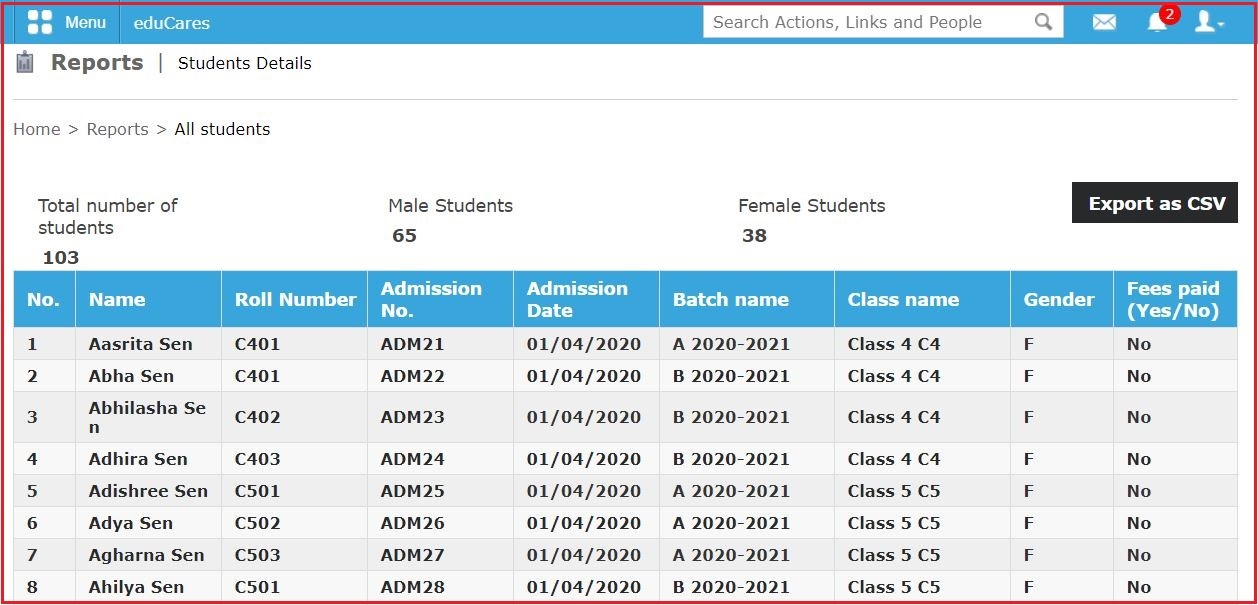 Menu eduCares Search Actions, Links and People 2
Reports | Students Details
Home > Reports > All students
Total number of
students
103
Male Students
65
Female Students
38
Export as CSV
No. Name Roll Number Admission No. Admission Date Batch name Class name Gender Fees paid (Yes/No)
1 Aasrita Sen C401 ADM21 01/04/2020 A 2020-2021 Class 4 C4 F No
2 Abha Sen C401 ADM22 01/04/2020 B 2020-2021 Class 4 C4 F No
3 Abhilasha Se
n C402 ADM23 01/04/2020 B 2020-2021 Class 4 C4 F No
4 Adhira Sen C403 ADM24 01/04/2020 B 2020-2021 Class 4 C4 F No
5 Adishree Sen C501 ADM25 01/04/2020 A 2020-2021 Class 5 C5 F No
6 Adya Sen C502 ADM26 01/04/2020 A 2020-2021 Class 5 C5 F No
7 Agharna Sen C503 ADM27 01/04/2020 A 2020-2021 Class 5 C5 F No
8 Ahilya Sen C501 ADM28 01/04/2020 B 2020-2021 Class 5 C5 F No